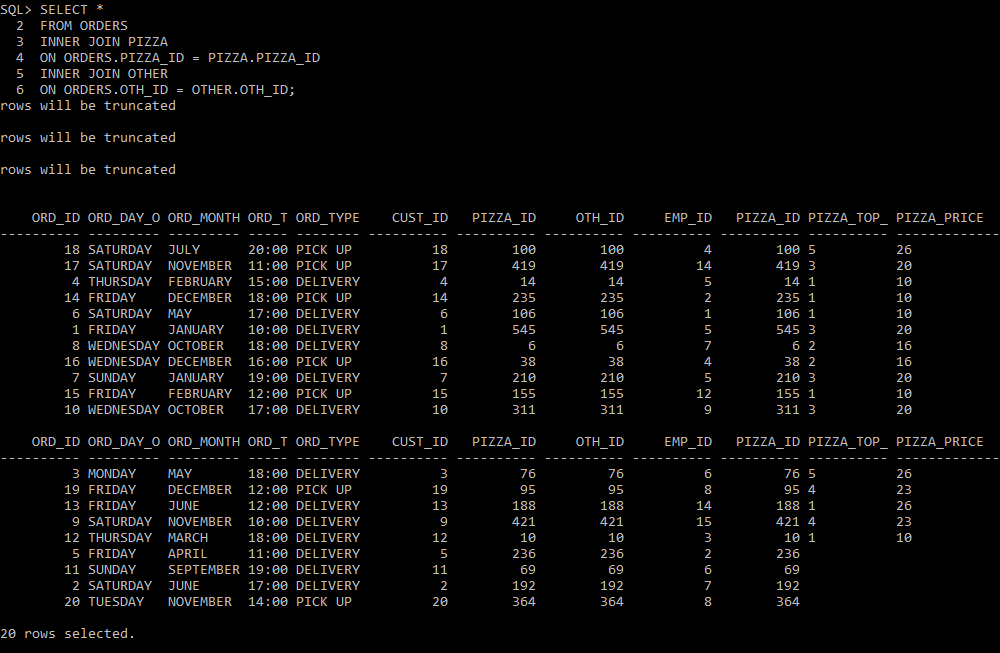 SQL> SELECT *
  2  FROM ORDERS
  3  INNER JOIN PIZZA
  4  ON ORDERS.PIZZA_ID = PIZZA.PIZZA_ID
  5  INNER JOIN OTHER
  6  ON ORDERS.OTH_ID = OTHER.OTH_ID;
rows will be truncated
rows will be truncated
rows will be truncated
    ORD_ID ORD_DAY_O ORD_MONTH ORD_T ORD_TYPE    CUST_ID   PIZZA_ID     OTH_ID     EMP_ID   PIZZA_ID PIZZA_TOP_ PIZZA_PRICE
---------- --------- --------- ----- -------- ---------- ---------- ---------- ---------- ---------- ---------- -------------
        18 SATURDAY  JULY      20:00 PICK UP          18        100        100          4        100 5          26
        17 SATURDAY  NOVEMBER  11:00 PICK UP          17        419        419         14        419 3          20
         4 THURSDAY  FEBRUARY  15:00 DELIVERY          4         14         14          5         14 1          10
        14 FRIDAY    DECEMBER  18:00 PICK UP          14        235        235          2        235 1          10
         6 SATURDAY  MAY       17:00 DELIVERY          6        106        106          1        106 1          10
         1 FRIDAY    JANUARY   10:00 DELIVERY          1        545        545          5        545 3          20
         8 WEDNESDAY OCTOBER   18:00 DELIVERY          8          6          6          7          6 2          16
        16 WEDNESDAY DECEMBER  16:00 PICK UP          16         38         38          4         38 2          16
         7 SUNDAY    JANUARY   19:00 DELIVERY          7        210        210          5        210 3          20
        15 FRIDAY    FEBRUARY  12:00 PICK UP          15        155        155         12        155 1          10
        10 WEDNESDAY OCTOBER   17:00 DELIVERY         10        311        311          9        311 3          20
    ORD_ID ORD_DAY_O ORD_MONTH ORD_T ORD_TYPE    CUST_ID   PIZZA_ID     OTH_ID     EMP_ID   PIZZA_ID PIZZA_TOP_ PIZZA_PRICE
---------- --------- --------- ----- -------- ---------- ---------- ---------- ---------- ---------- ---------- -------------
         3 MONDAY    MAY       18:00 DELIVERY          3         76         76          6         76 5          26
        19 FRIDAY    DECEMBER  12:00 PICK UP          19         95         95          8         95 4          23
        13 FRIDAY    JUNE      12:00 DELIVERY         13        188        188         14        188 1          26
         9 SATURDAY  NOVEMBER  10:00 DELIVERY          9        421        421         15        421 4          23
        12 THURSDAY  MARCH     18:00 DELIVERY         12         10         10          3         10 1          10
         5 FRIDAY    APRIL     11:00 DELIVERY          5        236        236          2        236
        11 SUNDAY    SEPTEMBER 19:00 DELIVERY         11         69         69          6         69
         2 SATURDAY  JUNE      17:00 DELIVERY          2        192        192          7        192
        20 TUESDAY   NOVEMBER  14:00 PICK UP          20        364        364          8        364
20 rows selected.